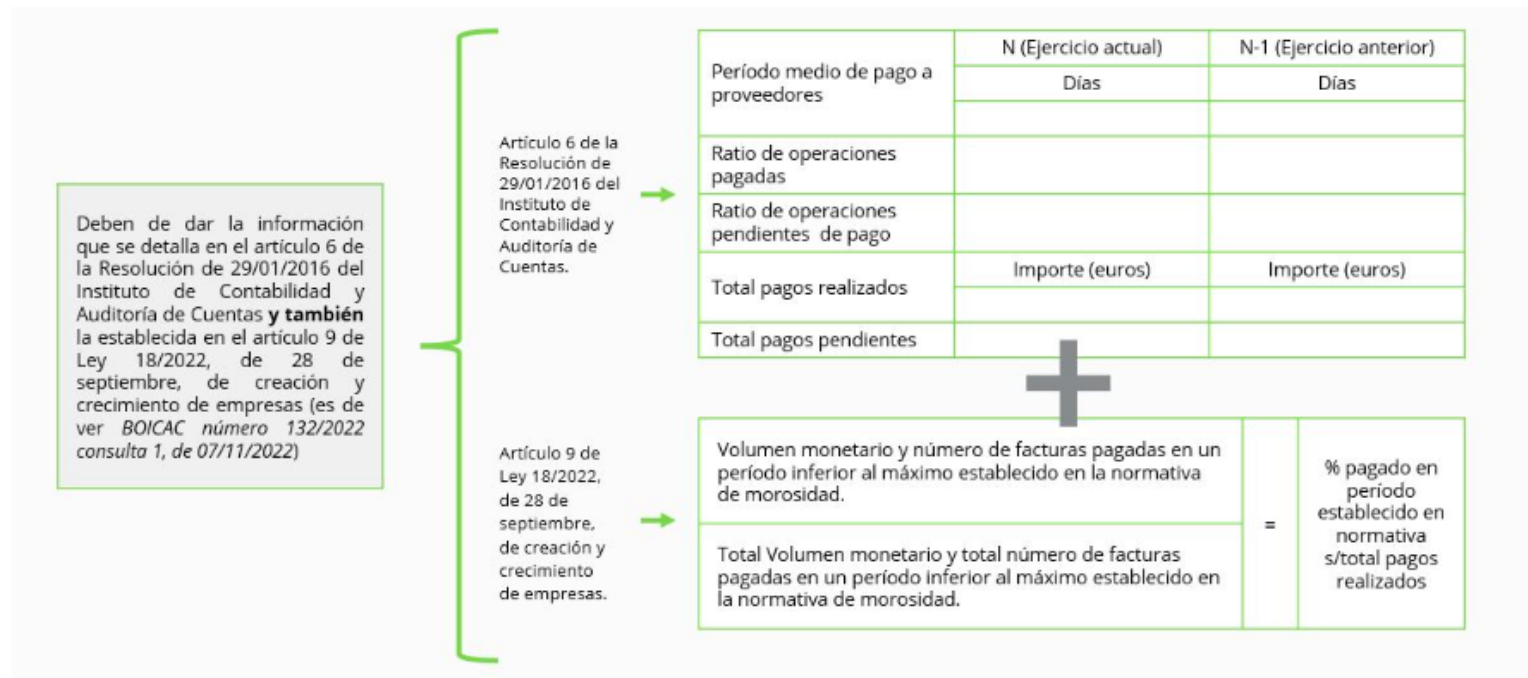 Deben de dar la información
que se detalla en el artículo 6 de
la Resolución de 29/01/2016 del
Instituto de Contabilidad y
Auditoría de Cuentas y también
la establecida en el artículo 9 de
Ley 18/2022, de 28 de
septiembre, de creación y
crecimiento de empresas (es de
ver BOICAC número 132/2022
consulta 1, de 07/11/2022)
Artículo 6 de la
Resolución de
29/01/2016 del
Instituto de
Contabilidad y
Auditoría de
Cuentas.
Período medio de pago a
proveedores
N (Ejercicio actual)
N-1 (Ejercicio anterior)
Días
Días
Ratio de operaciones
pagadas
Ratio de operaciones
pendientes de pago
Total pagos realizados
Importe (euros)
Importe (euros)
Total pagos pendientes
Artículo 9 de
Ley 18/2022,
de 28 de
septiembre,
de creación y
crecimiento
de empresas.
Volumen monetario y número de facturas pagadas en un
período inferior al máximo establecido en la normativa
de morosidad.
Total Volumen monetario y total número de facturas
pagadas en un período inferior al máximo establecido en
la normativa de morosidad.
=
% pagado en
período
establecido en
normativa
s/total pagos
realizados